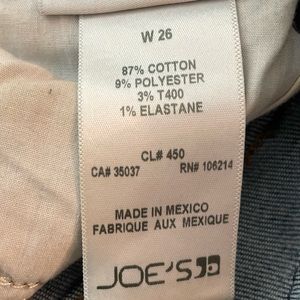 W 26
87% COTTON
9% POLYESTER
3% T400
1% ELASTANE
CL# 450
CA# 35037 RN# 106214
MADE IN MEXICO
FABRIQUE AUX MEXIQUE
JOE'S